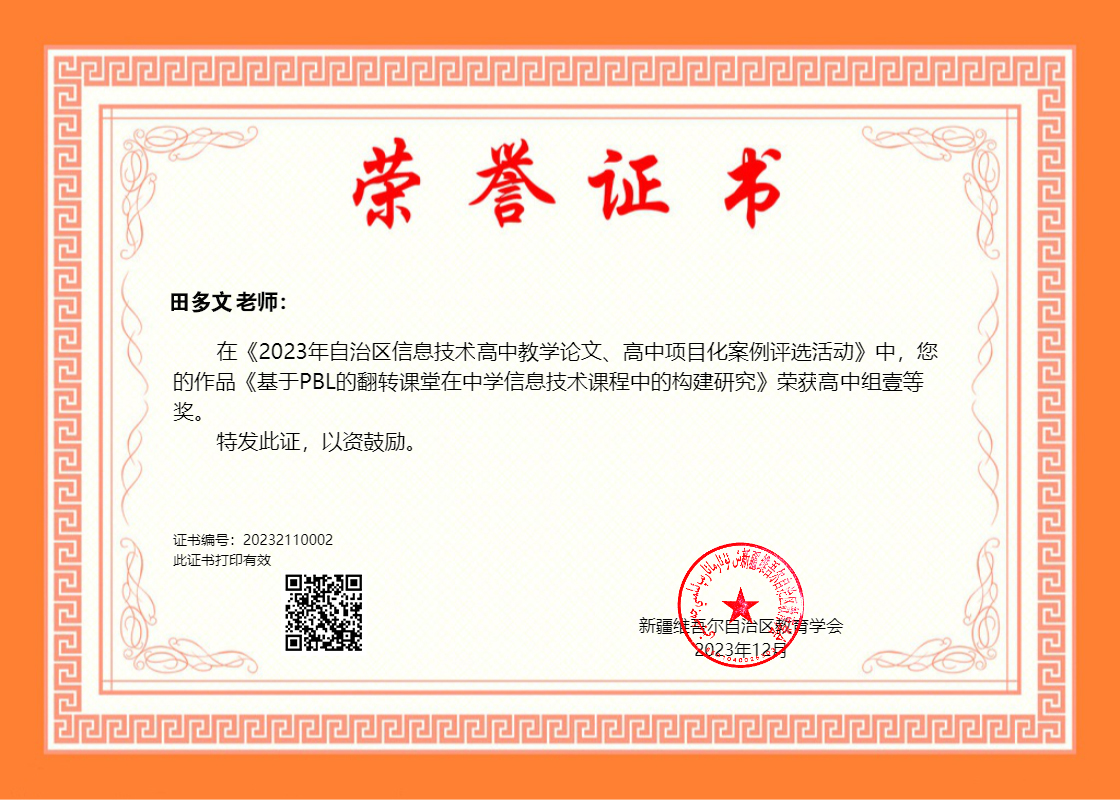 荣誉证书
田多文 老师：
在《2023年自治区信息技术高中教学论文、高中项目化案例评选活动》中，您
的作品《基于PBL的翻转课堂在中学信息技术课程中的构建研究》荣获高中组壹等
奖。
特发此证，以资鼓励。
证书编号：20232110002
此证书打印有效
新疆维吾尔自治区教育学会
2023年12月